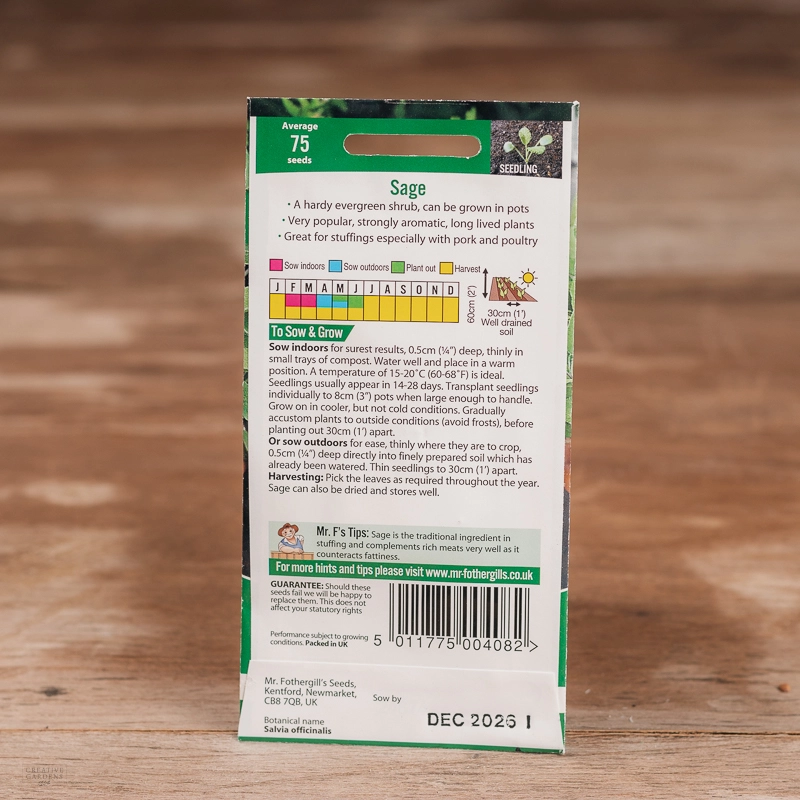 Average
75
seeds
SEEDLING
Sage
• A hardy evergreen shrub, can be grown in pots
• Very popular, strongly aromatic, long lived plants
• Great for stuffings especially with pork and poultry
Sow indoors Sow outdoors Plant out Harvest
J F M A M J J A S O N D
60cm (2')
30cm (1')
Well drained
soil
To Sow & Grow
Sow indoors for surest results, 0.5cm (¼") deep, thinly in
small trays of compost. Water well and place in a warm
position. A temperature of 15-20˚C (60-68˚F) is ideal.
Seedlings usually appear in 14-28 days. Transplant seedlings
individually to 8cm (3") pots when large enough to handle.
Grow on in cooler, but not cold conditions. Gradually
accustom plants to outside conditions (avoid frosts), before
planting out 30cm (1') apart.
Or sow outdoors for ease, thinly where they are to crop,
0.5cm (¼") deep directly into finely prepared soil which has
already been watered. Thin seedlings to 30cm (1') apart.
Harvesting: Pick the leaves as required throughout the year.
Sage can also be dried and stores well.
Mr. F's Tips: Sage is the traditional ingredient in
stuffing and complements rich meats very well as it
counteracts fattiness.
For more hints and tips please visit www.mr-fothergills.co.uk
GUARANTEE: Should these
seeds fail we will be happy to
replace them. This does not
affect your statutory rights
Performance subject to growing
conditions. Packed in UK
5 011775 004082 >
Mr. Fothergill's Seeds,
Kentford, Newmarket,
CB8 7QB, UK
Sow by
DEC 2026 I
Botanical name
Salvia officinalis
CREATIVE
GARDENS